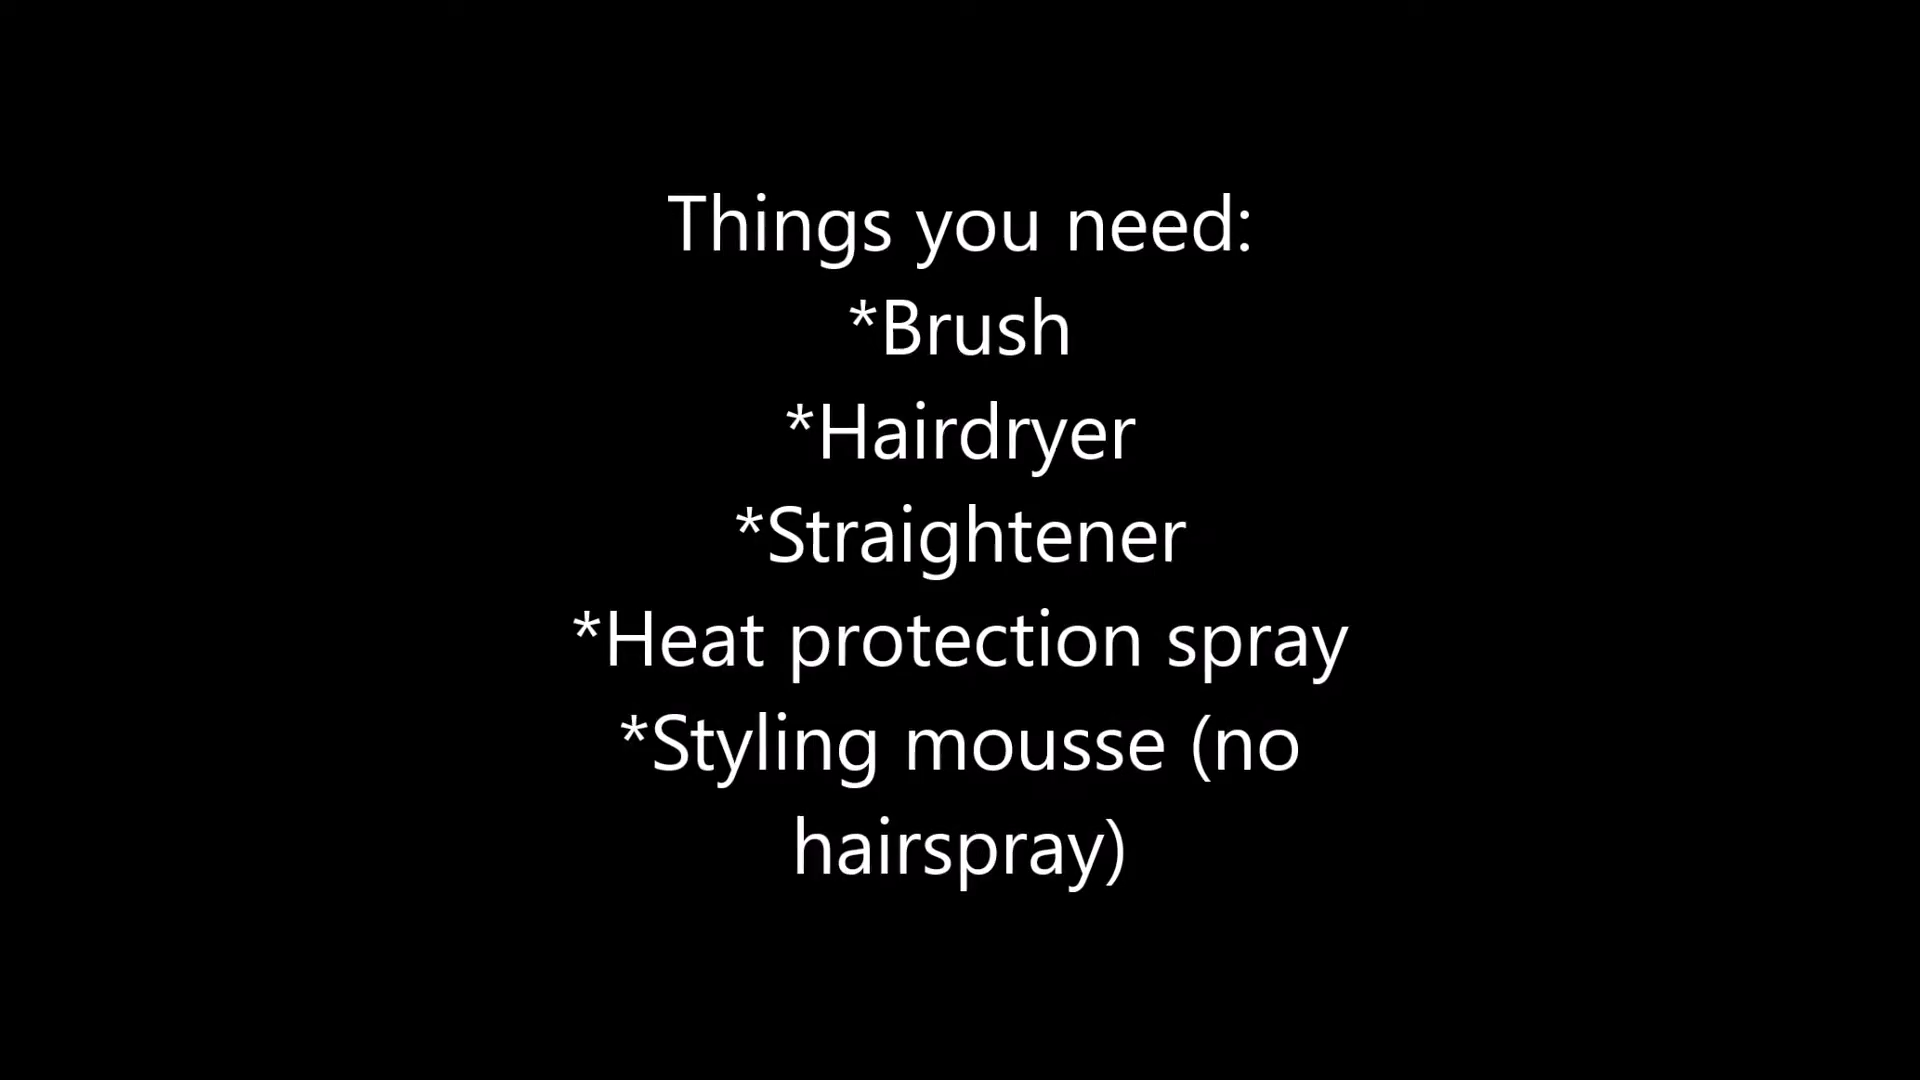 Things you need:
*Brush
*Hairdryer
*Straightener
*Heat protection spray
*Styling mousse (no
hairspray)